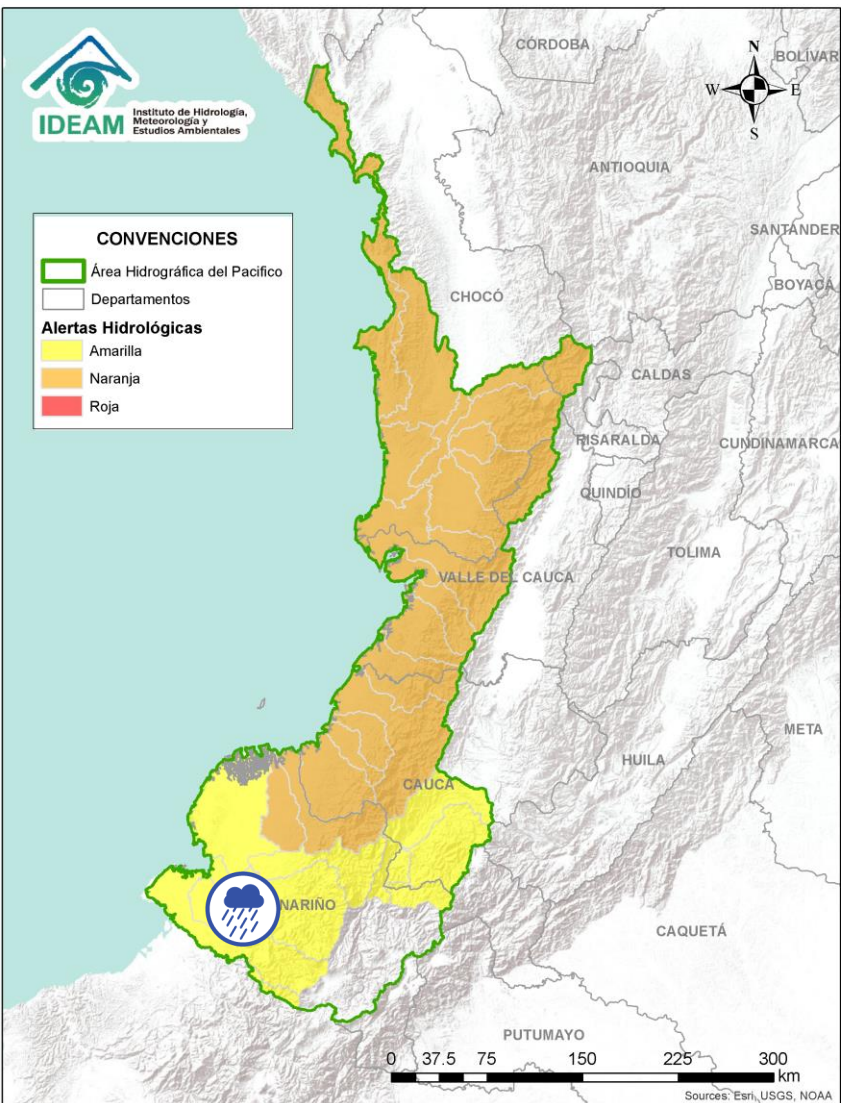 IDEAM
Instituto de Hidrología,
Meteorología y
Estudios Ambientales
CÓRDOBA
BOLÍVAR
N
W
E
S
ANTIOQUIA
SANTANDER
BOYACÁ
CONVENCIONES
Área Hidrográfica del Pacifico
Departamentos
Alertas Hidrológicas
Amarilla
Naranja
Roja
CHOCÓ
CALDAS
RISARALDA
CUNDINAMARCA
QUINDÍO
TOLIMA
VALLE DEL CAUCA
META
HUILA
CAUCA
NARIÑO
CAQUETÁ
PUTUMAYO
0 37.5 75 150 225 300
km
Sources: Esri, USGS, NOAA